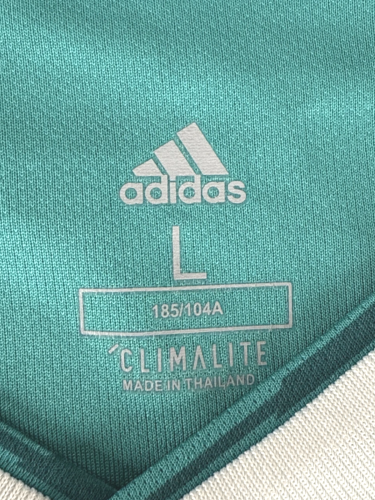 adidas
L
185/104A
CLIMALITE
MADE IN THAILAND